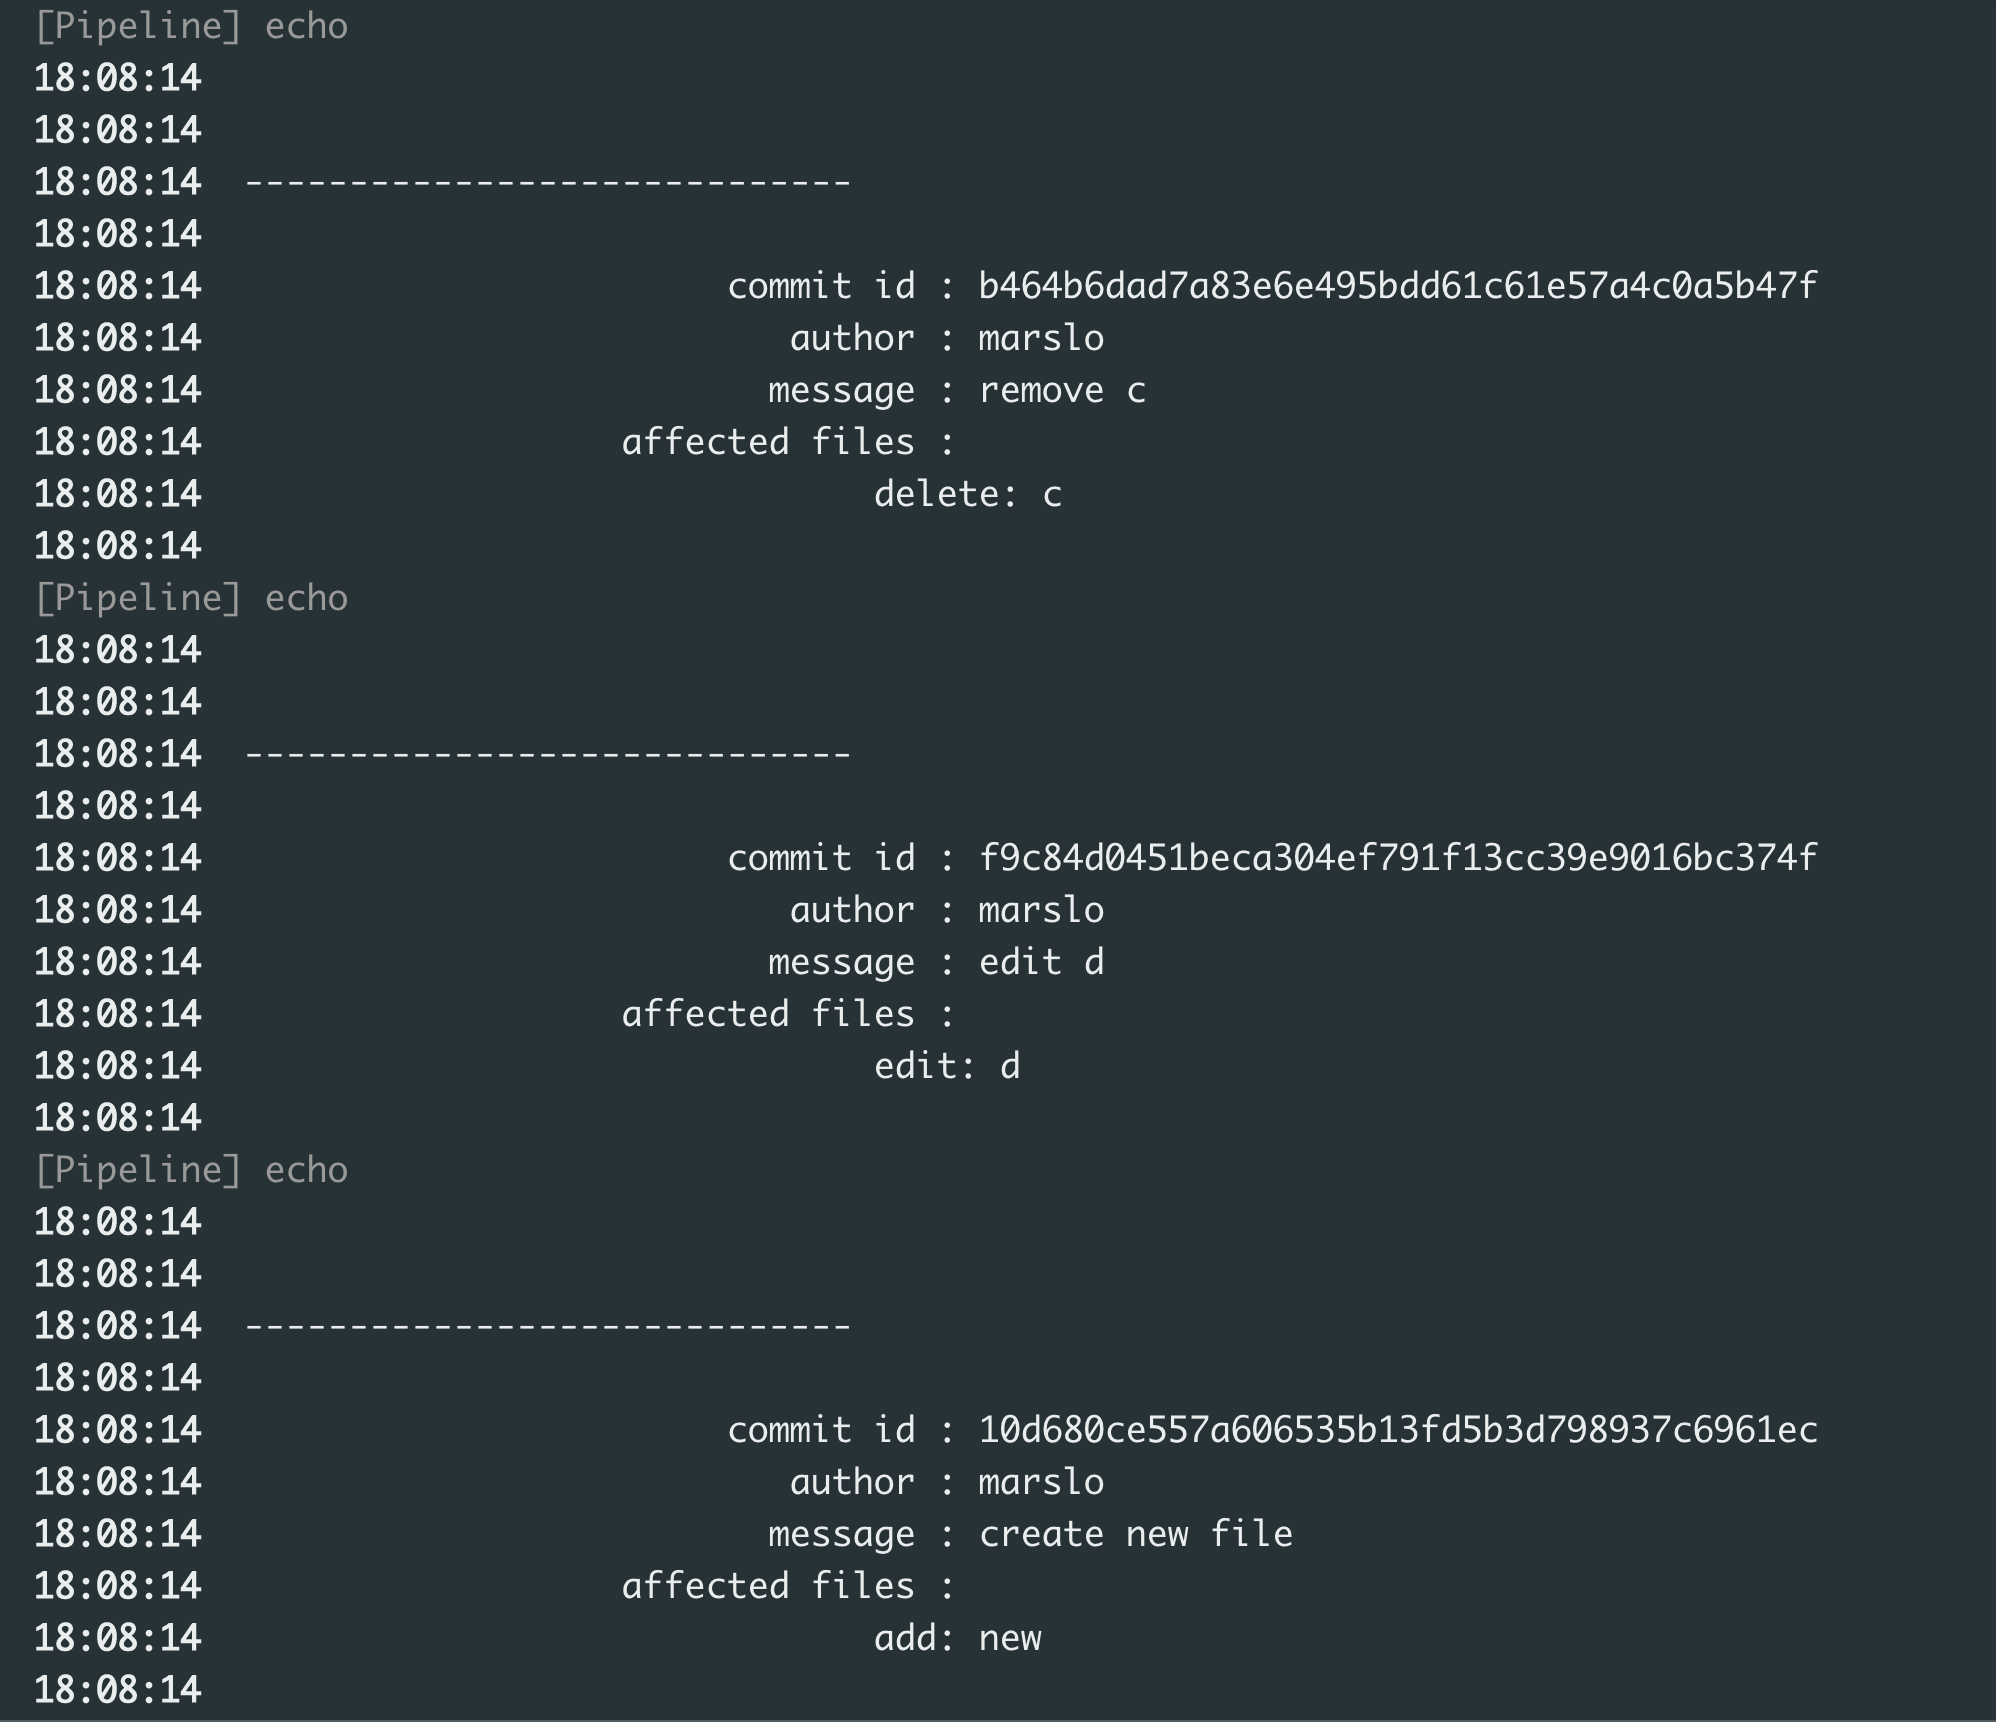 [Pipeline] echo
18:08:14
18:08:14
18:08:14  -----------------------------
18:08:14
18:08:14                         commit id : b464b6dad7a83e6e495bdd61c61e57a4c0a5b47f
18:08:14                            author : marslo
18:08:14                           message : remove c
18:08:14                    affected files :
18:08:14                                delete: c
18:08:14
[Pipeline] echo
18:08:14
18:08:14
18:08:14  -----------------------------
18:08:14
18:08:14                         commit id : f9c84d0451beca304ef791f13cc39e9016bc374f
18:08:14                            author : marslo
18:08:14                           message : edit d
18:08:14                    affected files :
18:08:14                                edit: d
18:08:14
[Pipeline] echo
18:08:14
18:08:14
18:08:14  -----------------------------
18:08:14
18:08:14                         commit id : 10d680ce557a606535b13fd5b3d798937c6961ec
18:08:14                            author : marslo
18:08:14                           message : create new file
18:08:14                    affected files :
18:08:14                                add: new
18:08:14